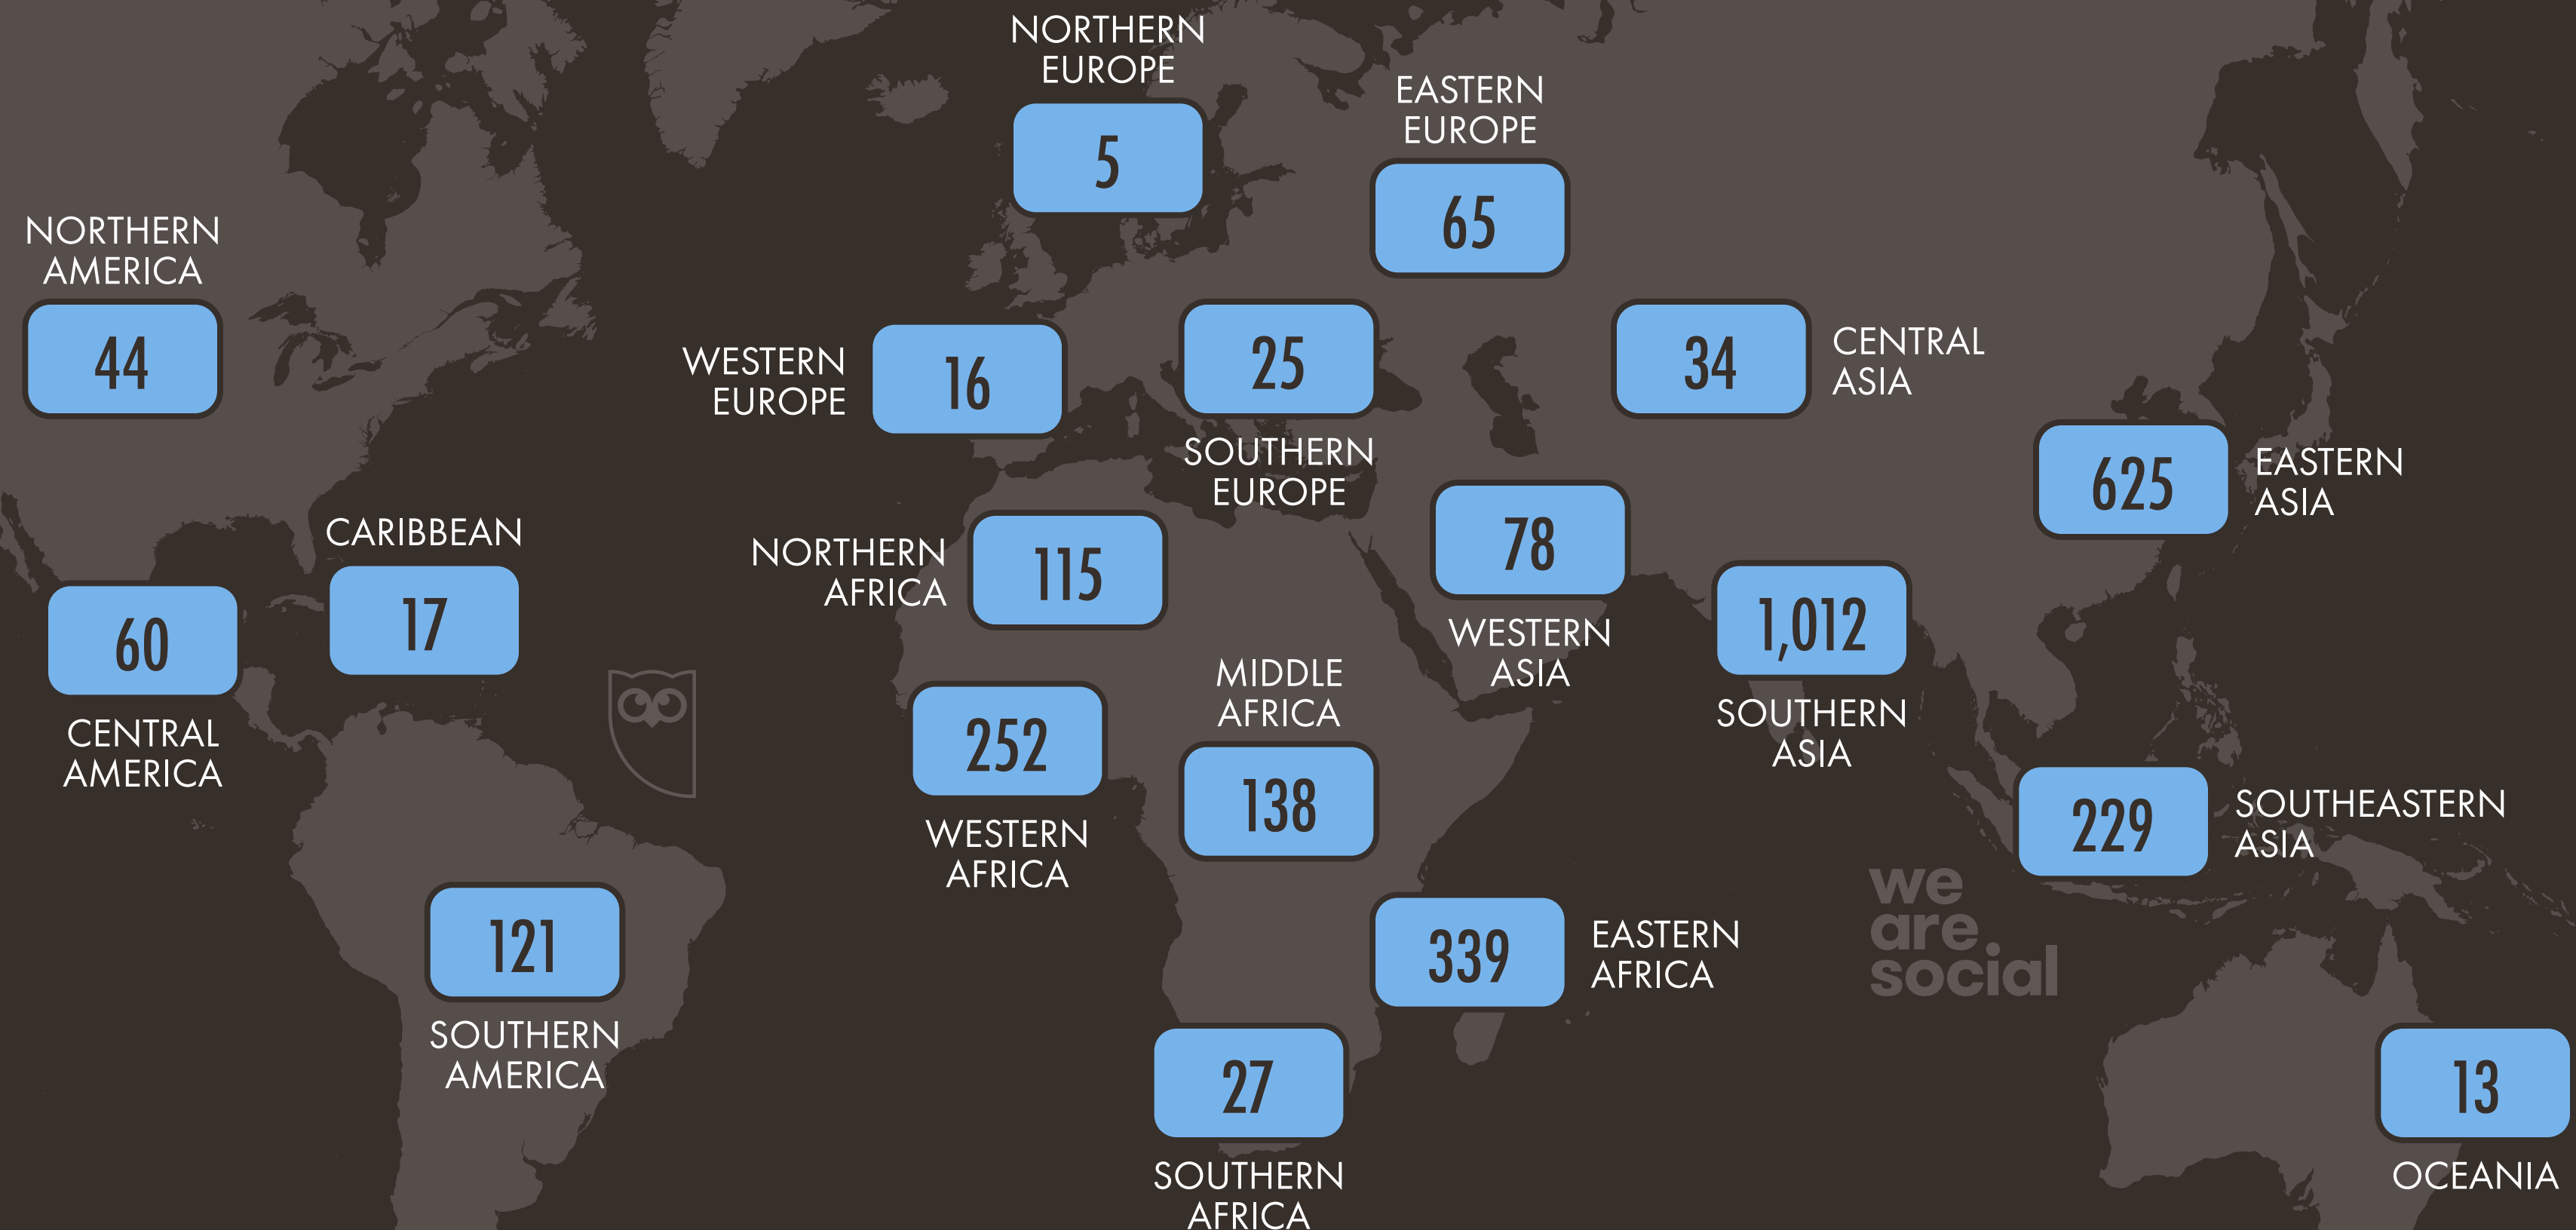 NORTHERN
EUROPE
5
EASTERN
EUROPE
65
NORTHERN
AMERICA
44
WESTERN
EUROPE
16
25
SOUTHERN
EUROPE
34
CENTRAL
ASIA
625
EASTERN
ASIA
CARIBBEAN
17
60
CENTRAL
AMERICA
NORTHERN
AFRICA
115
78
WESTERN
ASIA
1,012
SOUTHERN
ASIA
252
WESTERN
AFRICA
MIDDLE
AFRICA
138
229
SOUTHEASTERN
ASIA
121
SOUTHERN
AMERICA
339
EASTERN
AFRICA
we
are
social
27
SOUTHERN
AFRICA
13
OCEANIA